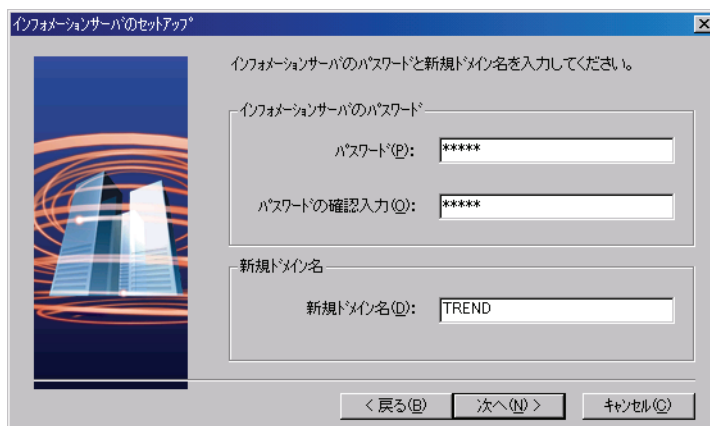 インフォメーションサーバのセットアップ
インフォメーションサーバのパスワードと新規ドメイン名を入力してください。
インフォメーションサーバのパスワード
パスワード(P): *****
パスワードの確認入力(O): *****
新規ドメイン名
新規ドメイン名(D): TREND
< 戻る(B) 次へ(N) > キャンセル(C)